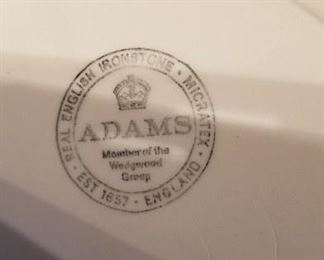 REAL ENGLISH IRONSTONE · MICRATEX ·
ADAMS
Member of the
Wedgwood
Group
· EST 1657 · ENGLAND ·